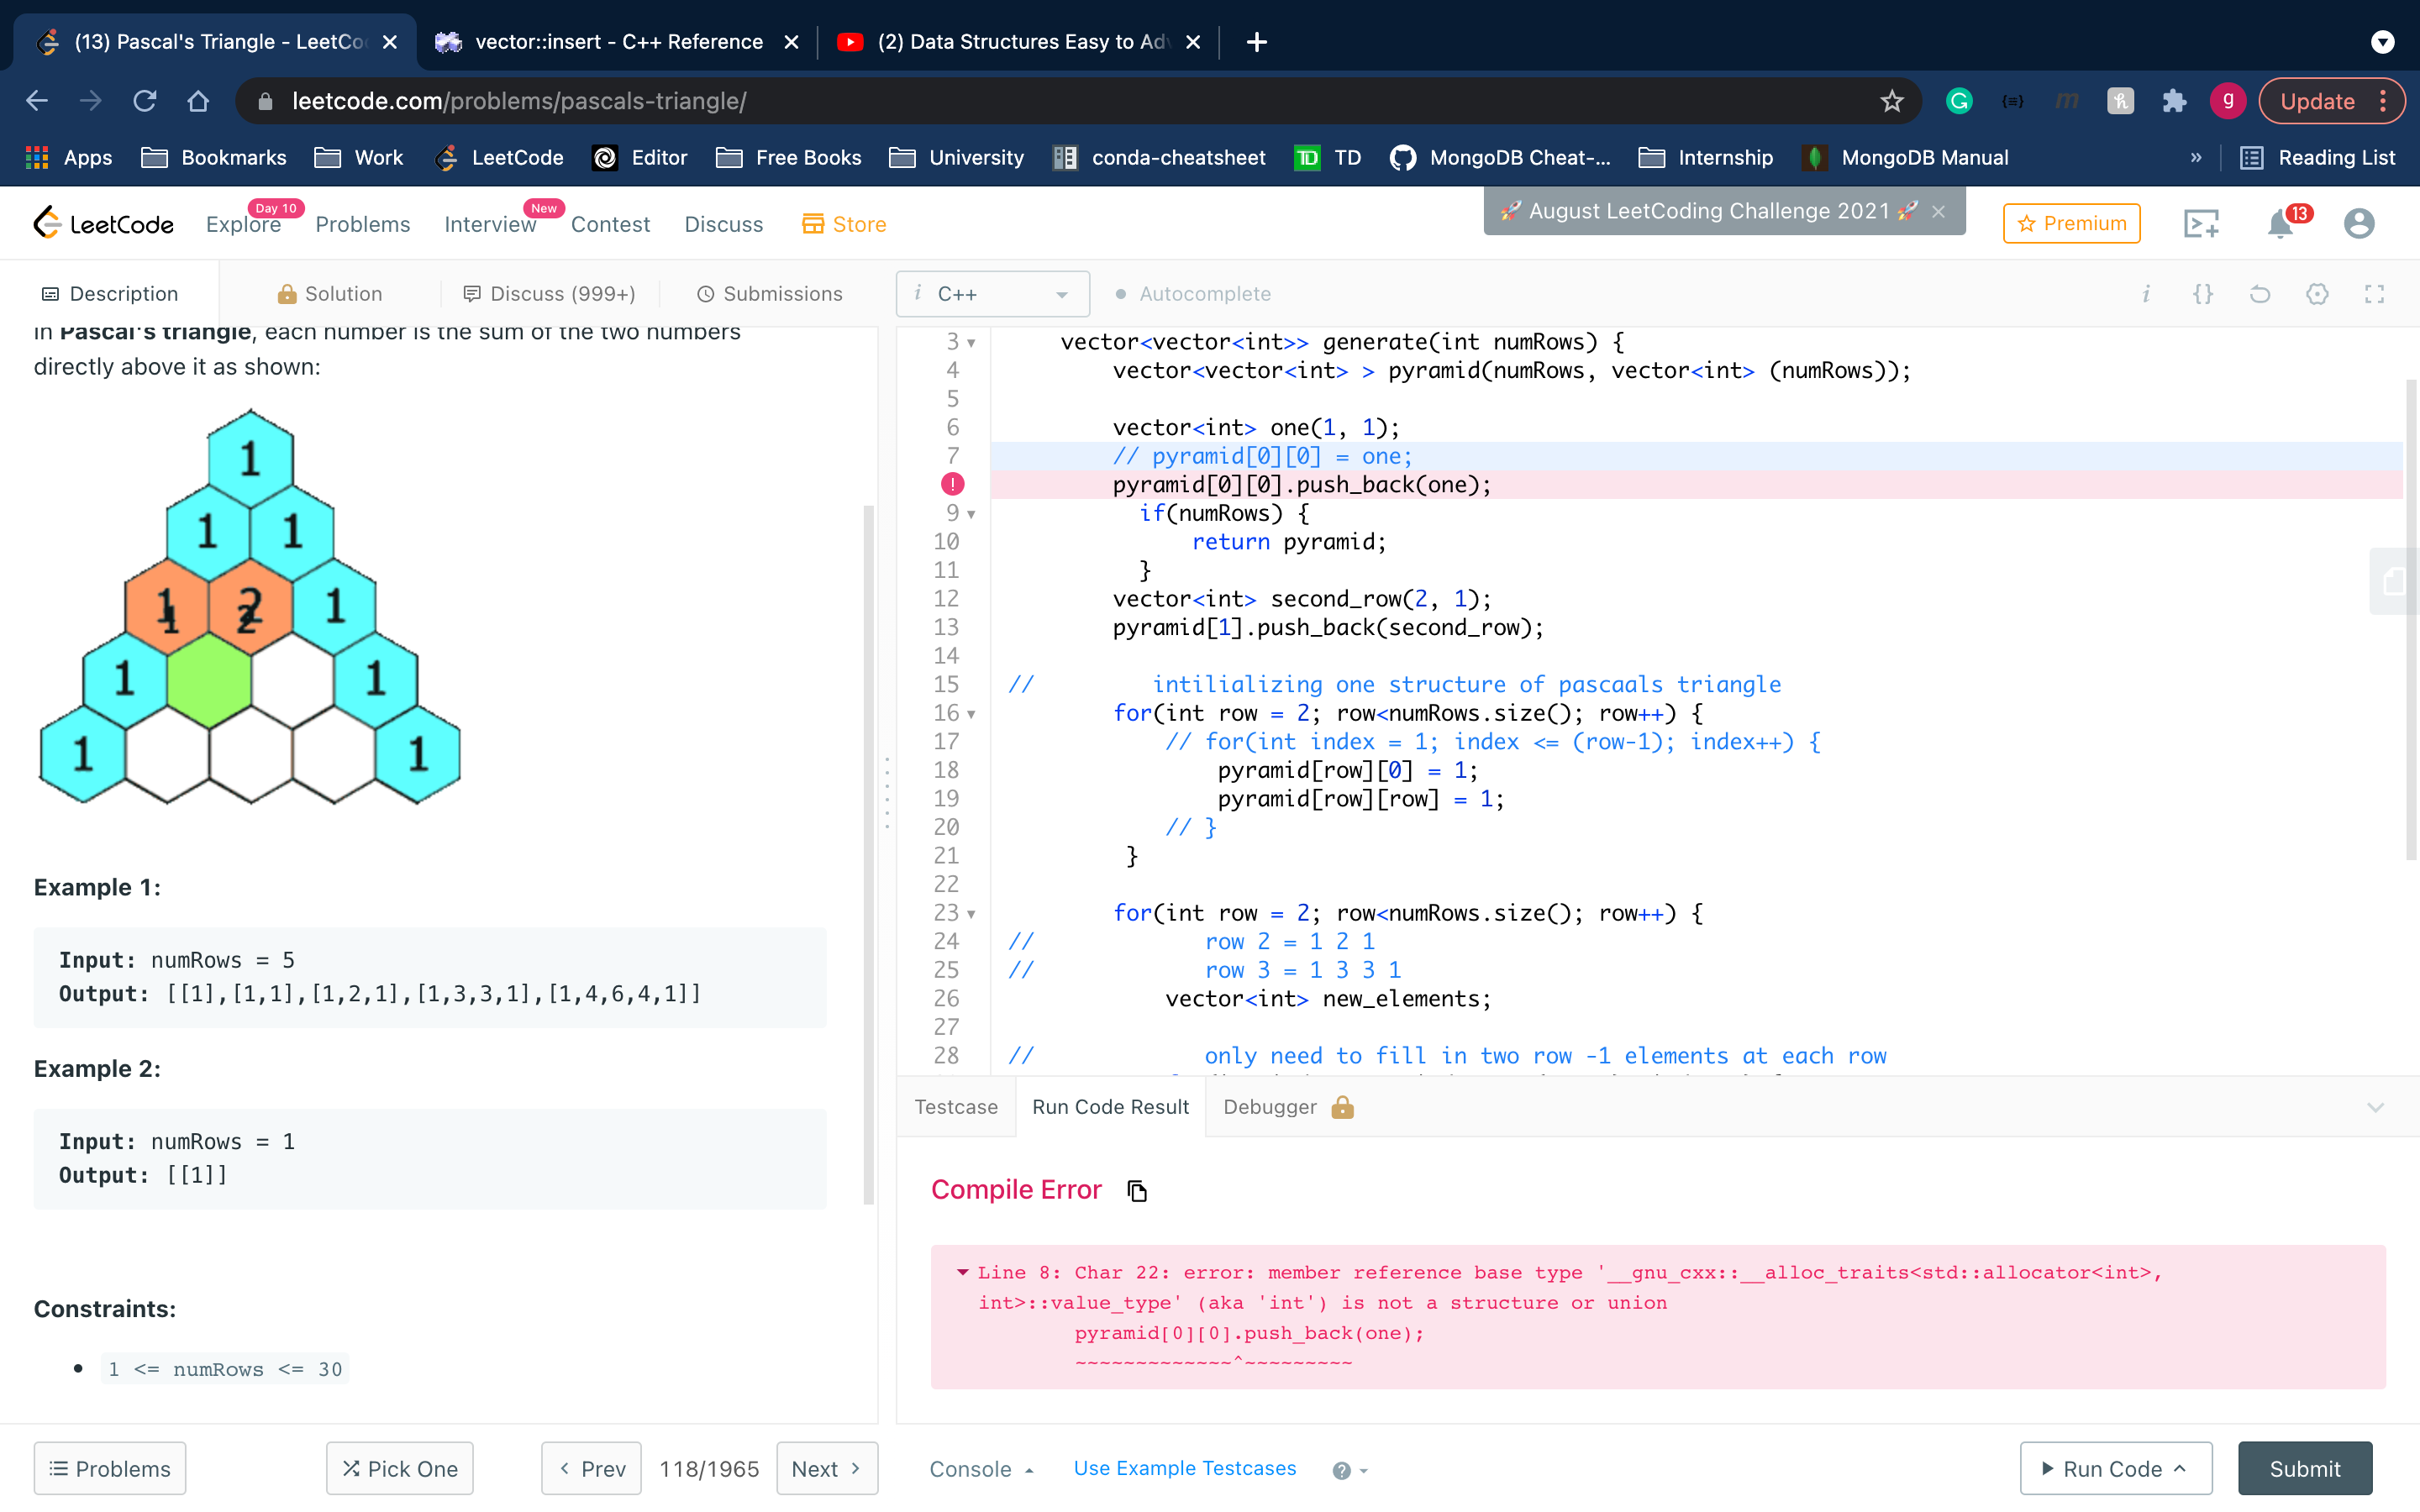 (13) Pascal's Triangle - LeetCo
vector::insert - C++ Reference
(2) Data Structures Easy to Adv
leetcode.com/problems/pascals-triangle/
g
Update
Apps
Bookmarks
Work
LeetCode
Editor
Free Books
University
conda-cheatsheet
TD
TD
MongoDB Cheat-...
Internship
MongoDB Manual
»
Reading List
LeetCode
Explore
Day 10
Problems
Interview
New
Contest
Discuss
Store
🚀 August LeetCoding Challenge 2021 🚀
Premium
13
Description
Solution
Discuss (999+)
Submissions
i C++
Autocomplete
i {}
In Pascal's triangle, each number is the sum of the two numbers
directly above it as shown:
1
1 1
1 2 1
1 1
1 1
Example 1:
Input: numRows = 5
Output: [[1],[1,1],[1,2,1],[1,3,3,1],[1,4,6,4,1]]
Example 2:
Input: numRows = 1
Output: [[1]]
Constraints:
• 1 <= numRows <= 30
3 vector<vector<int>> generate(int numRows) {
4 vector<vector<int> > pyramid(numRows, vector<int> (numRows));
5
6 vector<int> one(1, 1);
7 // pyramid[0][0] = one;
! pyramid[0][0].push_back(one);
9 if(numRows) {
10 return pyramid;
11 }
12 vector<int> second_row(2, 1);
13 pyramid[1].push_back(second_row);
14
15 // intilializing one structure of pascaals triangle
16 for(int row = 2; row<numRows.size(); row++) {
17 // for(int index = 1; index <= (row-1); index++) {
18 pyramid[row][0] = 1;
19 pyramid[row][row] = 1;
20 // }
21 }
22
23 for(int row = 2; row<numRows.size(); row++) {
24 // row 2 = 1 2 1
25 // row 3 = 1 3 3 1
26 vector<int> new_elements;
27
28 // only need to fill in two row -1 elements at each row
Testcase
Run Code Result
Debugger
Compile Error
Line 8: Char 22: error: member reference base type '__gnu_cxx::__alloc_traits<std::allocator<int>,
int>::value_type' (aka 'int') is not a structure or union
pyramid[0][0].push_back(one);
~~~~~~~~~~~~~^~~~~~~~~~
Problems
Pick One
Prev
118/1965
Next
Console
Use Example Testcases
?
Run Code
Submit